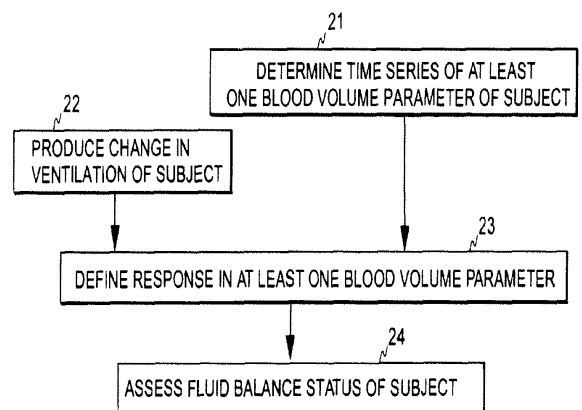 21
DETERMINE TIME SERIES OF AT LEAST
ONE BLOOD VOLUME PARAMETER OF SUBJECT
22
PRODUCE CHANGE IN
VENTILATION OF SUBJECT
23
DEFINE RESPONSE IN AT LEAST ONE BLOOD VOLUME PARAMETER
24
ASSESS FLUID BALANCE STATUS OF SUBJECT